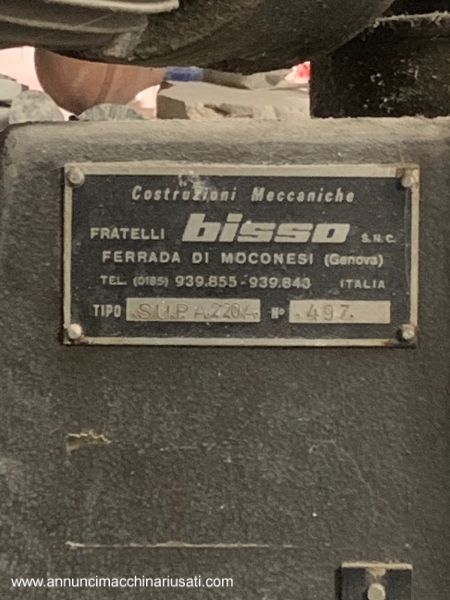 Costruzioni Meccaniche
FRATELLI bisso S.N.C.
FERRADA DI MOCONESI (Genova)
TEL. (0185) 939.855-939.843 ITALIA
TIPO SUPA220A N° .497.
www.annuncimacchinariusati.com